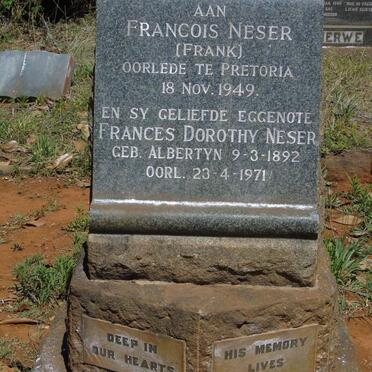 AAN
FRANCOIS NESER
(FRANK)
OORLEDE TE PRETORIA
18 NOV. 1949.
EN SY GELIEFDE EGGENOTE
FRANCES DOROTHY NESER
GEB. ALBERTYN 9-3-1892
OORL. 23-4-1971
DEEP IN
OUR HEARTS
HIS MEMORY
LIVES
ERWE